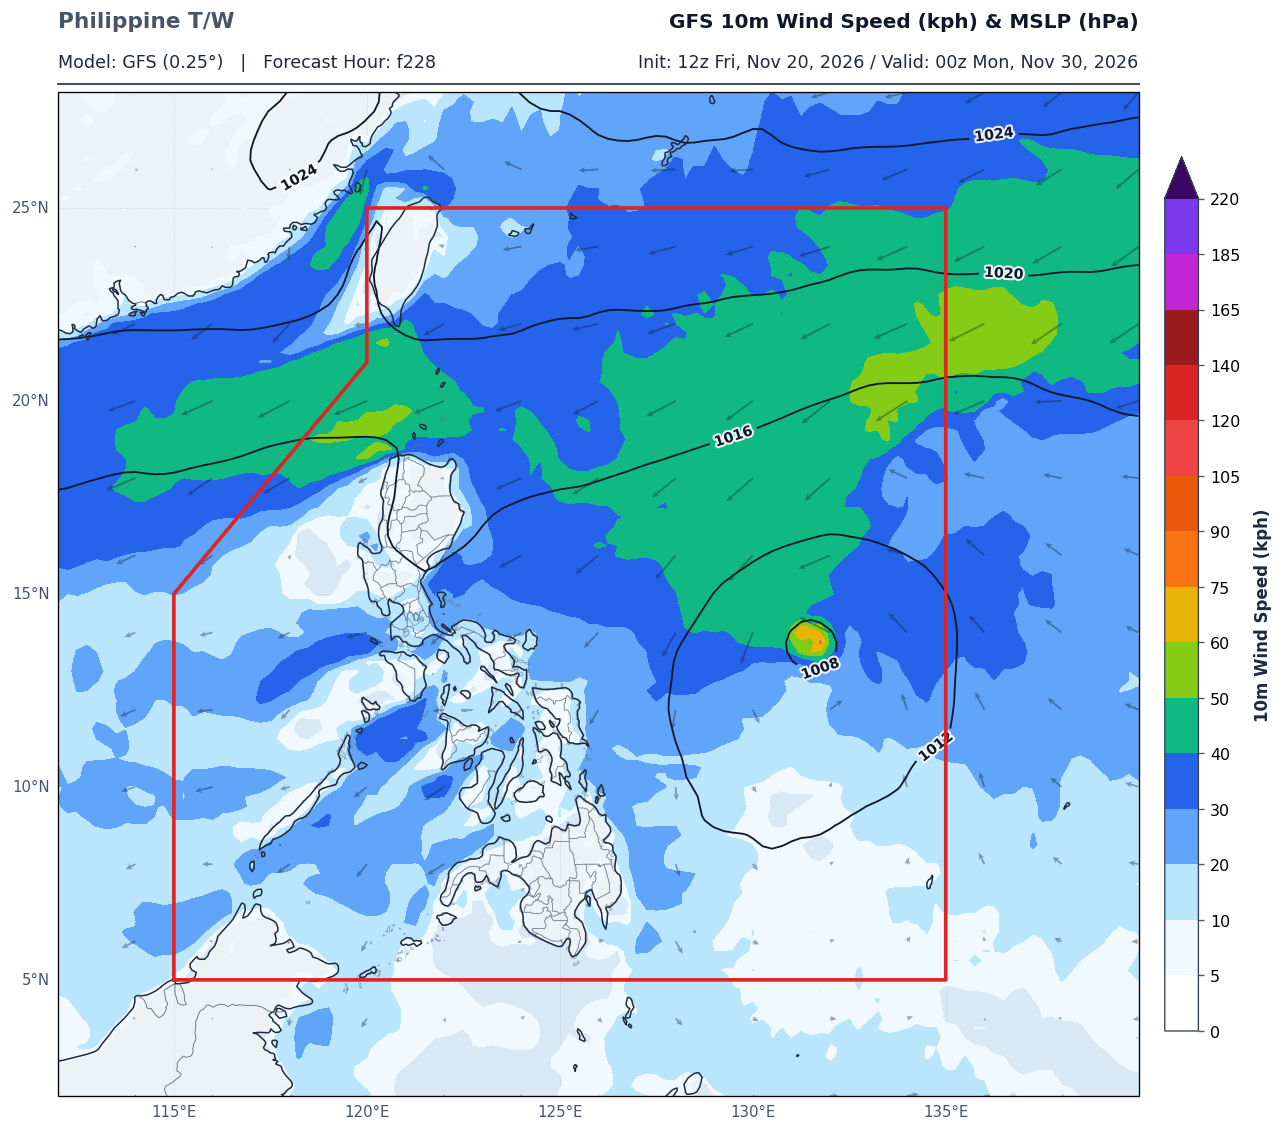 Philippine T/W
GFS 10m Wind Speed (kph) & MSLP (hPa)
Model: GFS (0.25°) | Forecast Hour: f228
Init: 12z Fri, Nov 20, 2026 / Valid: 00z Mon, Nov 30, 2026
1024
1024
1020
1016
1008
1012
25°N
20°N
15°N
10°N
5°N
115°E
120°E
125°E
130°E
135°E
220
185
165
140
120
105
90
75
60
50
40
30
20
10
5
0
10m Wind Speed (kph)